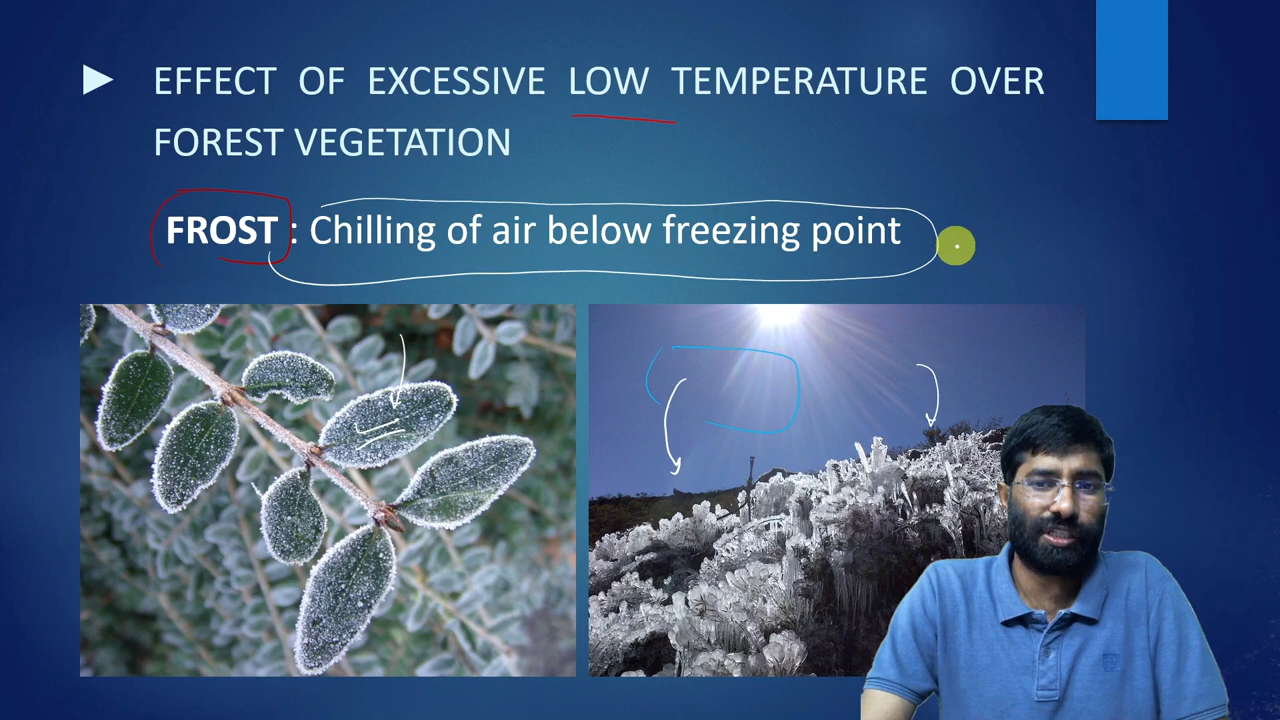 EFFECT OF EXCESSIVE LOW TEMPERATURE OVER
FOREST VEGETATION
FROST : Chilling of air below freezing point